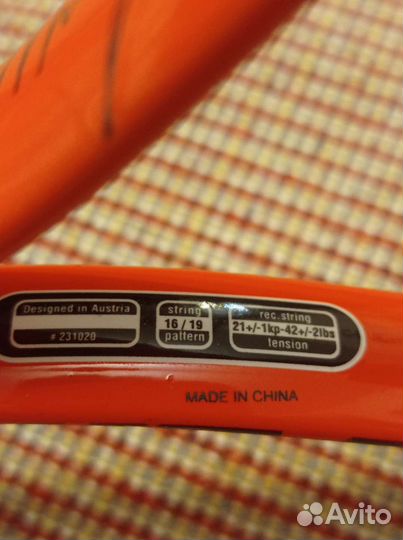 Designed in Austria
# 231020
string
16 / 19
pattern
rec.string
21+/-1kp-42+/-2lbs
tension
MADE IN CHINA
Avito